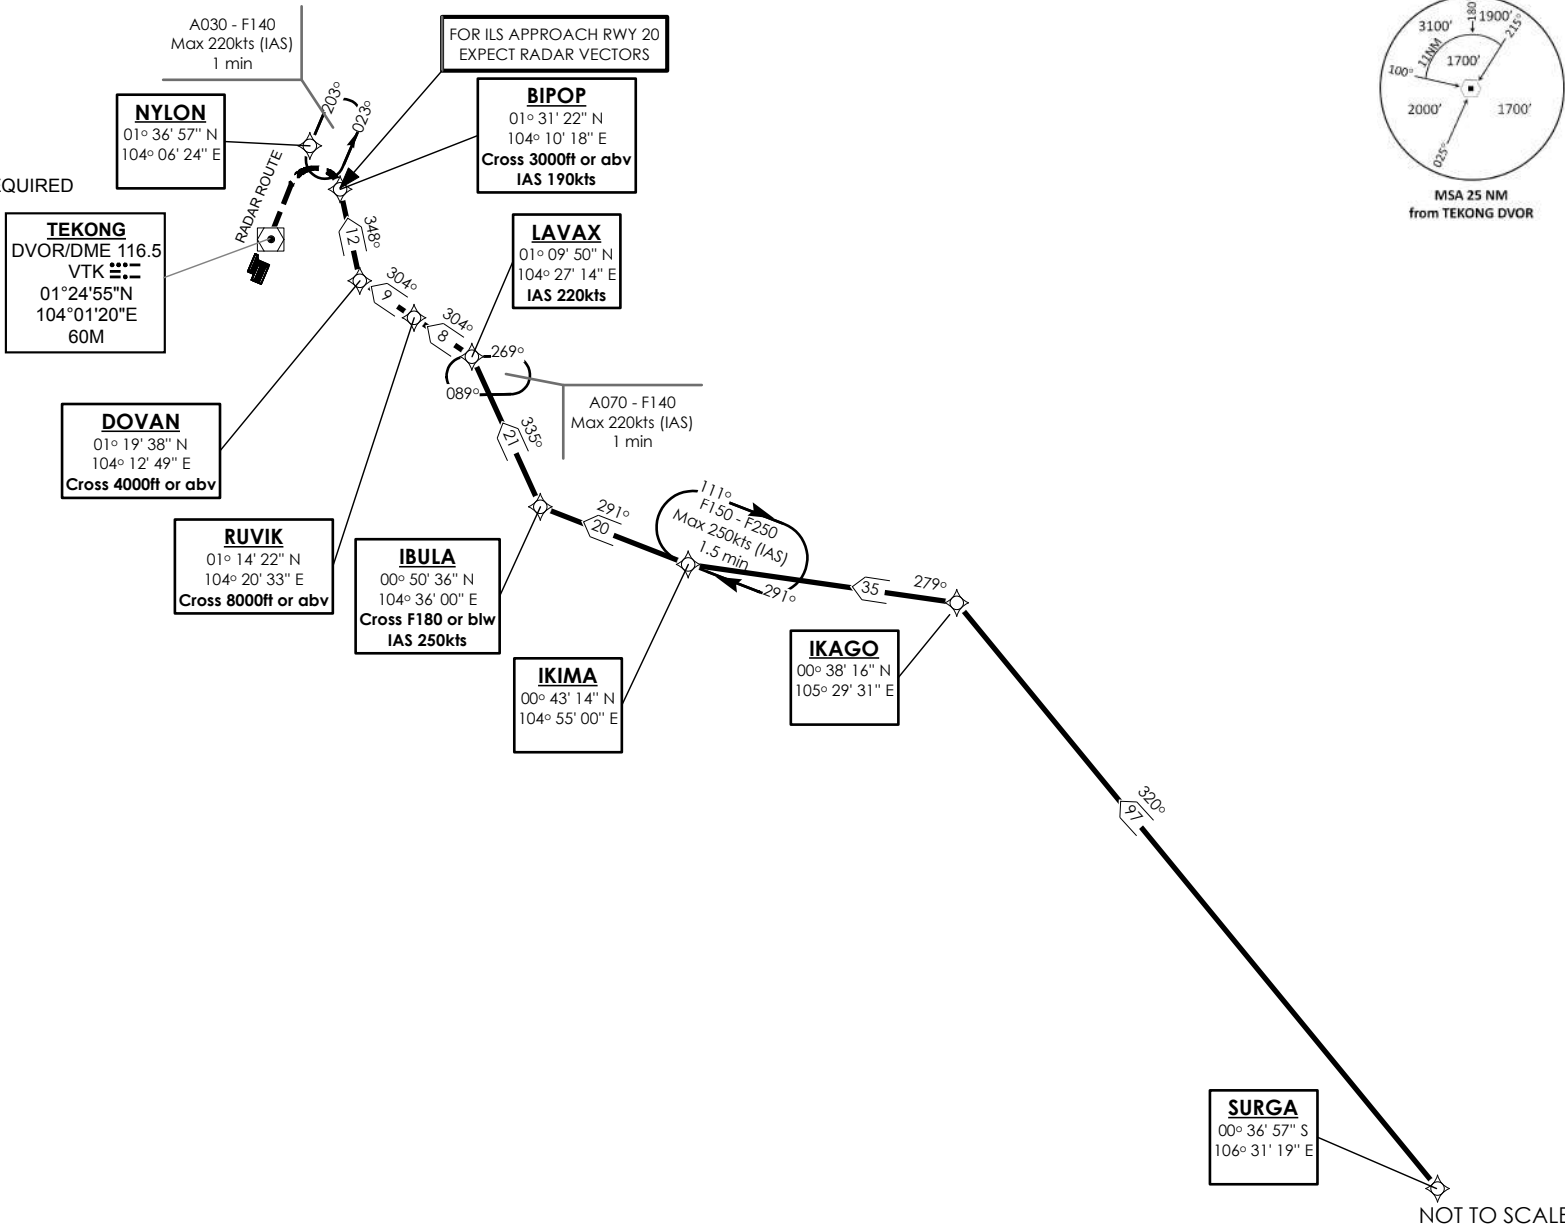 A030 - F140
Max 220kts (IAS)
1 min
FOR ILS APPROACH RWY 20
EXPECT RADAR VECTORS
3100'
180°
1900'
215°
11NM
1700'
100°
2000'
1700'
025°
MSA 25 NM
from TEKONG DVOR
NYLON
01° 36' 57" N
104° 06' 24" E
203°
023°
BIPOP
01° 31' 22" N
104° 10' 18" E
Cross 3000ft or abv
IAS 190kts
EQUIRED
RADAR ROUTE
TEKONG
DVOR/DME 116.5
VTK
01°24'55"N
104°01'20"E
60M
348°
12
LAVAX
01° 09' 50" N
104° 27' 14" E
IAS 220kts
304°
9
304°
8
269°
089°
A070 - F140
Max 220kts (IAS)
1 min
DOVAN
01° 19' 38" N
104° 12' 49" E
Cross 4000ft or abv
335°
21
RUVIK
01° 14' 22" N
104° 20' 33" E
Cross 8000ft or abv
IBULA
00° 50' 36" N
104° 36' 00" E
Cross F180 or blw
IAS 250kts
291°
20
111°
F150 - F250
Max 250kts (IAS)
1.5 min
291°
35
279°
IKIMA
00° 43' 14" N
104° 55' 00" E
IKAGO
00° 38' 16" N
105° 29' 31" E
320°
97
SURGA
00° 36' 57" S
106° 31' 19" E
NOT TO SCALE